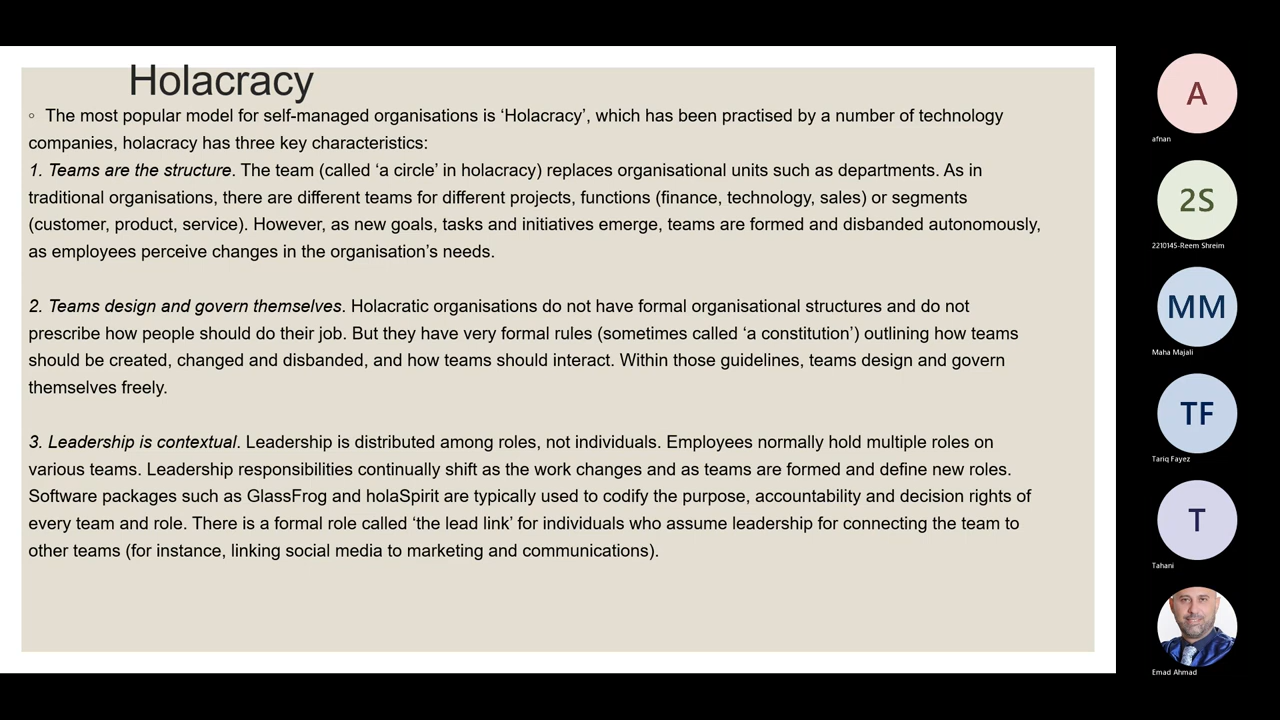 Holacracy
◦ The most popular model for self-managed organisations is ‘Holacracy’, which has been practised by a number of technology
companies, holacracy has three key characteristics:
1. Teams are the structure. The team (called ‘a circle’ in holacracy) replaces organisational units such as departments. As in
traditional organisations, there are different teams for different projects, functions (finance, technology, sales) or segments
(customer, product, service). However, as new goals, tasks and initiatives emerge, teams are formed and disbanded autonomously,
as employees perceive changes in the organisation’s needs.
2. Teams design and govern themselves. Holacratic organisations do not have formal organisational structures and do not
prescribe how people should do their job. But they have very formal rules (sometimes called ‘a constitution’) outlining how teams
should be created, changed and disbanded, and how teams should interact. Within those guidelines, teams design and govern
themselves freely.
3. Leadership is contextual. Leadership is distributed among roles, not individuals. Employees normally hold multiple roles on
various teams. Leadership responsibilities continually shift as the work changes and as teams are formed and define new roles.
Software packages such as GlassFrog and holaSpirit are typically used to codify the purpose, accountability and decision rights of
every team and role. There is a formal role called ‘the lead link’ for individuals who assume leadership for connecting the team to
other teams (for instance, linking social media to marketing and communications).
A
afnan
2S
2210145-Reem Shreim
MM
Maha Majali
TF
Tariq Fayez
T
Tahani
Emad Ahmad